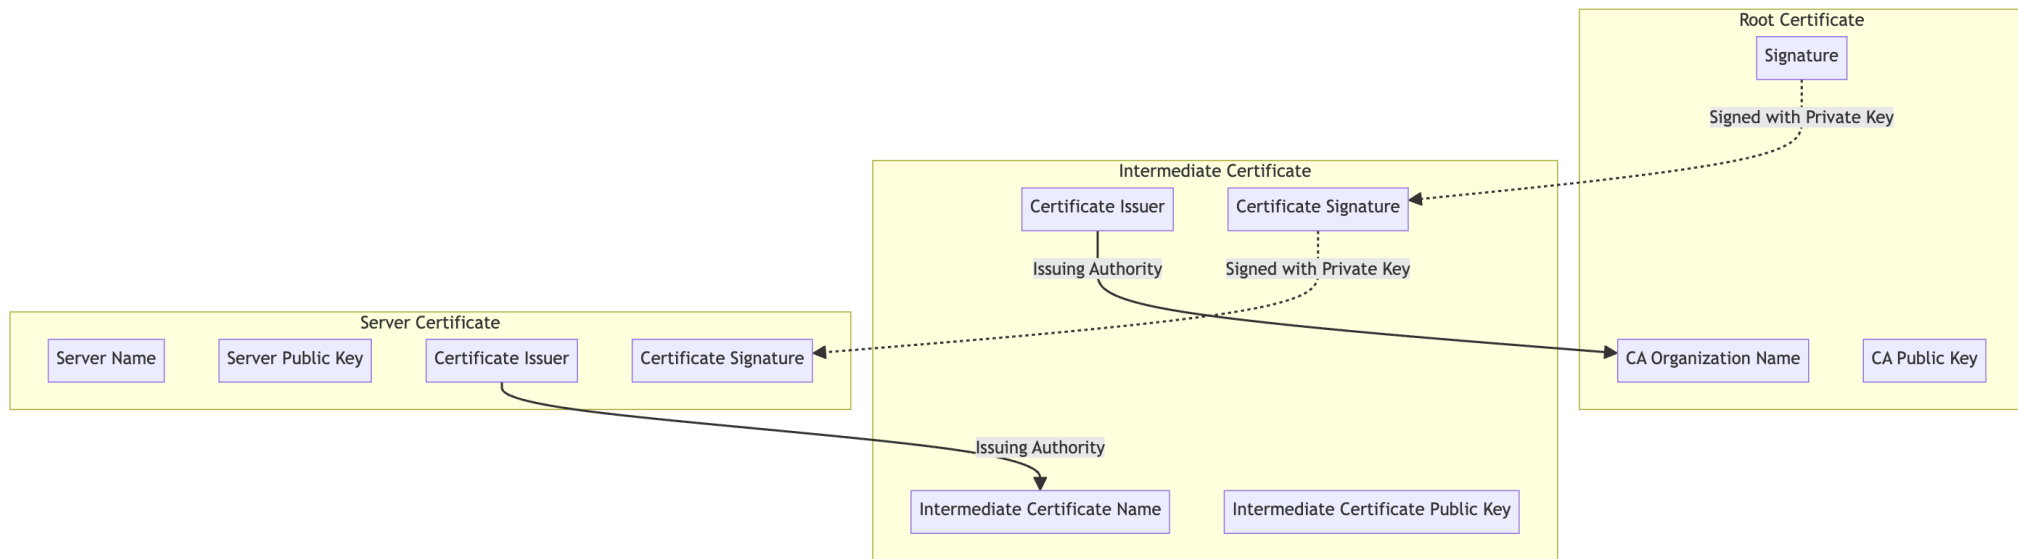 Root Certificate
Signature
Signed with Private Key
Intermediate Certificate
Certificate Issuer
Certificate Signature
Issuing Authority
Signed with Private Key
Server Certificate
Server Name
Server Public Key
Certificate Issuer
Certificate Signature
CA Organization Name
CA Public Key
Issuing Authority
Intermediate Certificate Name
Intermediate Certificate Public Key